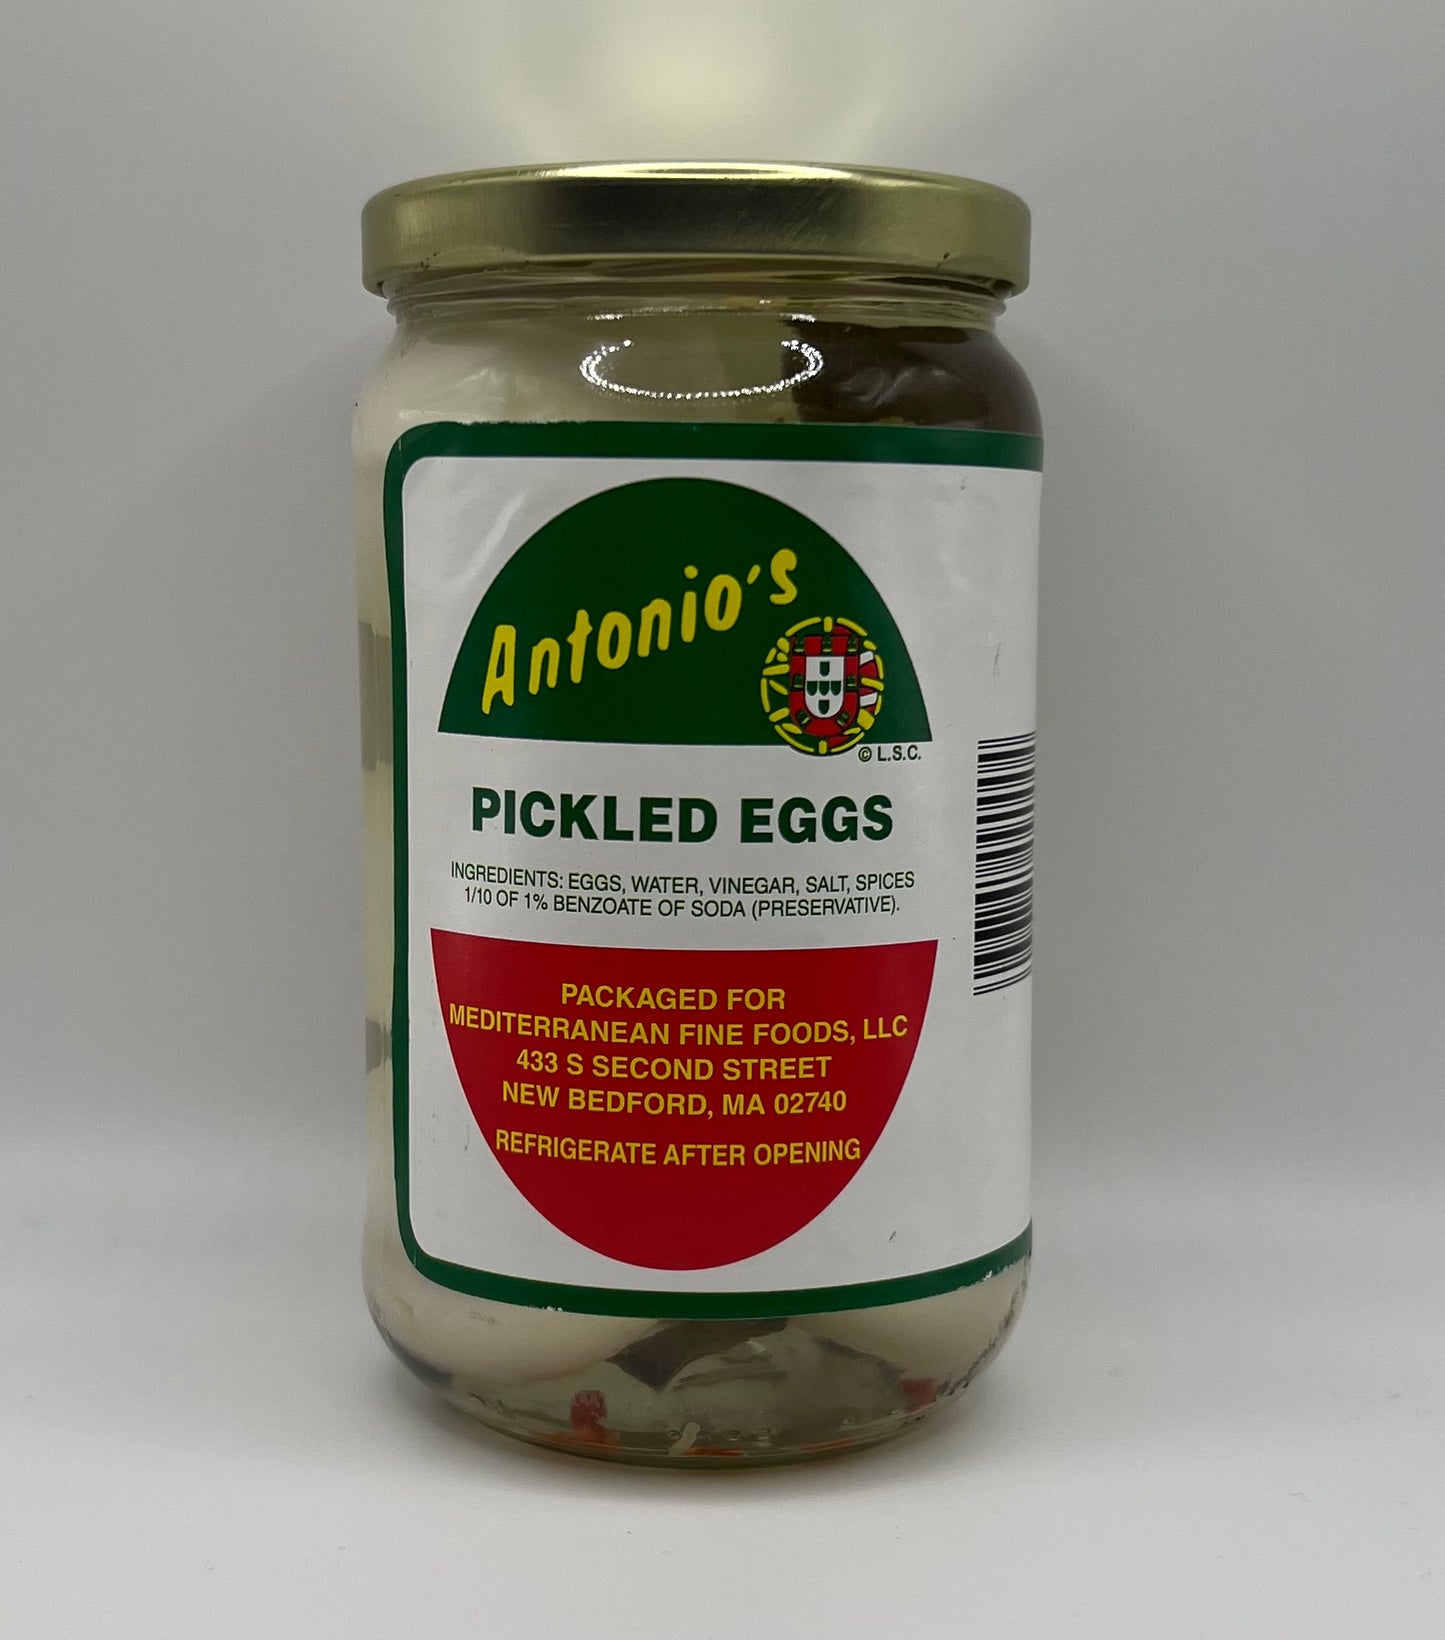 Antonio's
© L.S.C.
PICKLED EGGS
INGREDIENTS: EGGS, WATER, VINEGAR, SALT, SPICES
1/10 OF 1% BENZOATE OF SODA (PRESERVATIVE).
PACKAGED FOR
MEDITERRANEAN FINE FOODS, LLC
433 S SECOND STREET
NEW BEDFORD, MA 02740
REFRIGERATE AFTER OPENING